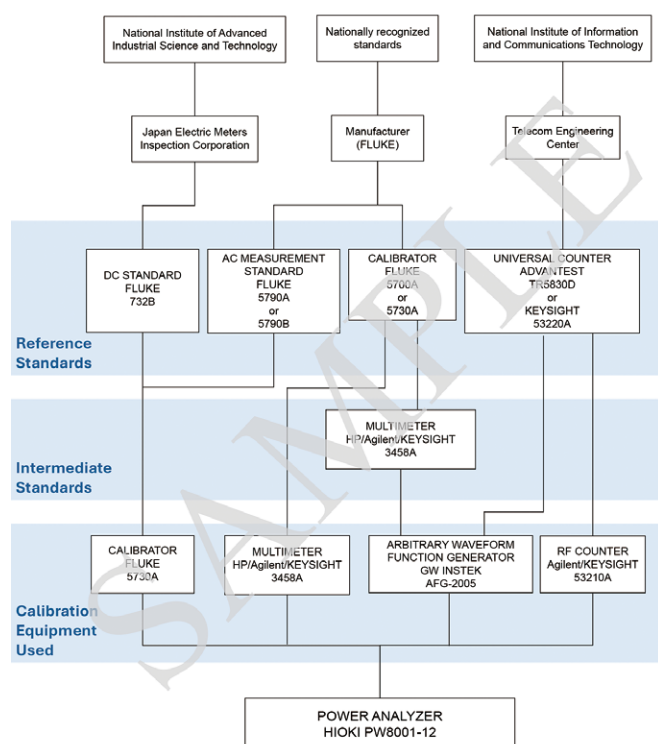 National Institute of Advanced
Industrial Science and Technology
Nationally recognized
standards
National Institute of Information
and Communications Technology
Japan Electric Meters
Inspection Corporation
Manufacturer
(FLUKE)
Telecom Engineering
Center
DC STANDARD
FLUKE
732B
AC MEASUREMENT
STANDARD
FLUKE
5790A
or
5790B
CALIBRATOR
FLUKE
5700A
or
5730A
UNIVERSAL COUNTER
ADVANTEST
TR5830D
or
KEYSIGHT
53220A
Reference
Standards
MULTIMETER
HP/Agilent/KEYSIGHT
3458A
Intermediate
Standards
CALIBRATOR
FLUKE
5730A
MULTIMETER
HP/Agilent/KEYSIGHT
3458A
ARBITRARY WAVEFORM
FUNCTION GENERATOR
GW INSTEK
AFG-2005
RF COUNTER
Agilent/KEYSIGHT
53210A
Calibration
Equipment
Used
POWER ANALYZER
HIOKI PW8001-12
SAMPLE